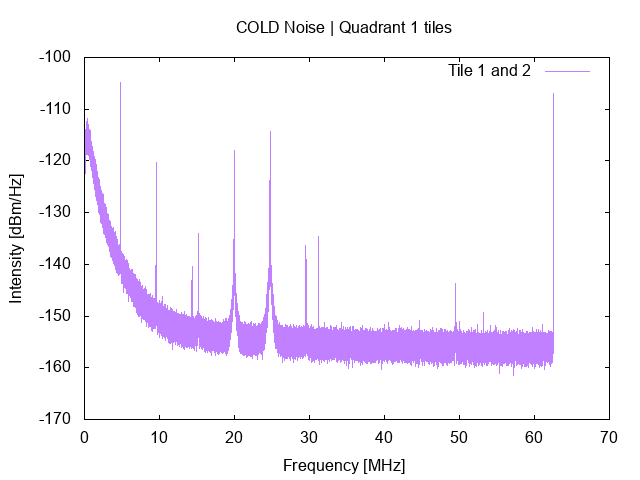 COLD Noise | Quadrant 1 tiles
Tile 1 and 2
-100
-110
-120
-130
-140
-150
-160
-170
Intensity [dBm/Hz]
0 10 20 30 40 50 60 70
Frequency [MHz]